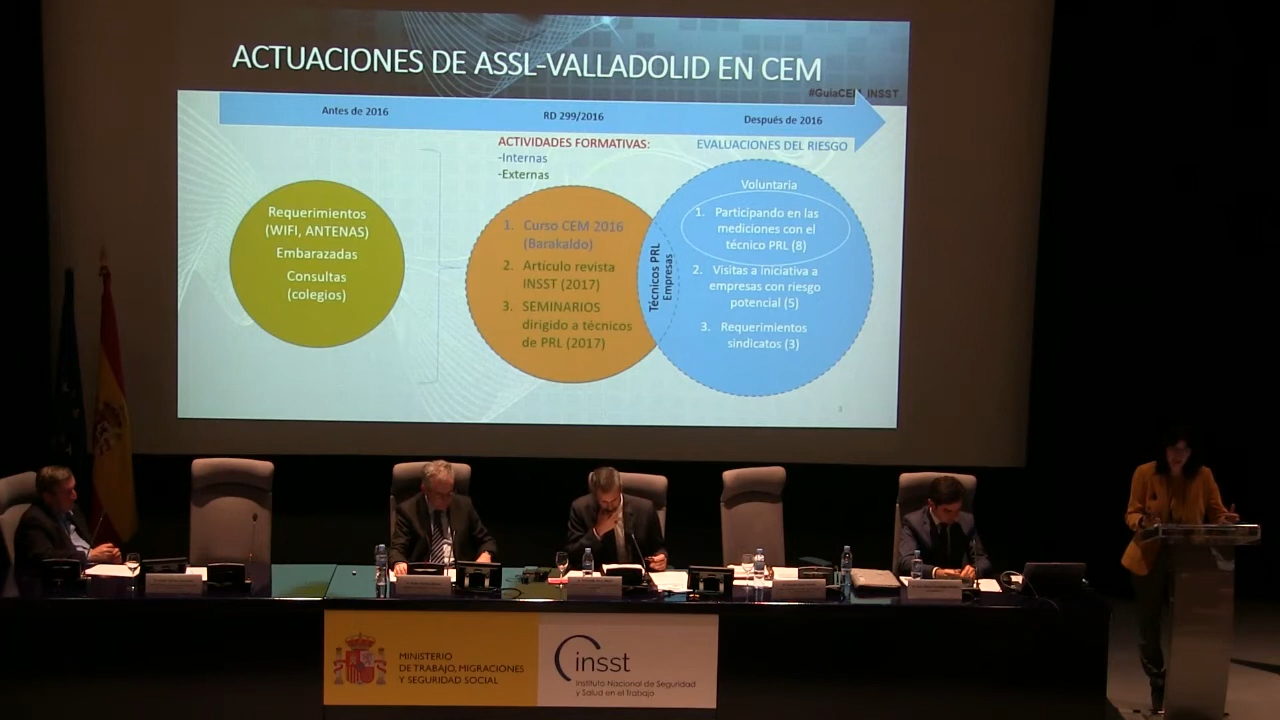 ACTUACIONES DE ASSL-VALLADOLID EN CEM
#GuiaCEM_INSST
Antes de 2016
RD 299/2016
Después de 2016
ACTIVIDADES FORMATIVAS:
-Internas
-Externas
EVALUACIONES DEL RIESGO
Requerimientos
(WIFI, ANTENAS)
Embarazadas
Consultas
(colegios)
1. Curso CEM 2016
(Barakaldo)
2. Artículo revista
INSST (2017)
3. SEMINARIOS
dirigido a técnicos
de PRL (2017)
Técnicos PRL
Empresas
Voluntaria
1. Participando en las
mediciones con el
técnico PRL (8)
2. Visitas a iniciativa a
empresas con riesgo
potencial (5)
3. Requerimientos
sindicatos (3)
MINISTERIO
DE TRABAJO, MIGRACIONES
Y SEGURIDAD SOCIAL
insst
Instituto Nacional de Seguridad
y Salud en el Trabajo